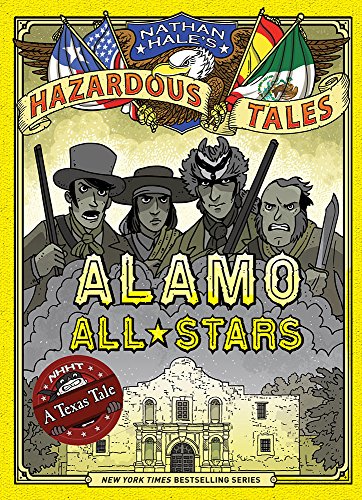 NATHAN
HALE'S
HAZARDOUS TALES
ALAMO
ALL★STARS
NHHT
A Texas Tale
NEW YORK TIMES BESTSELLING SERIES